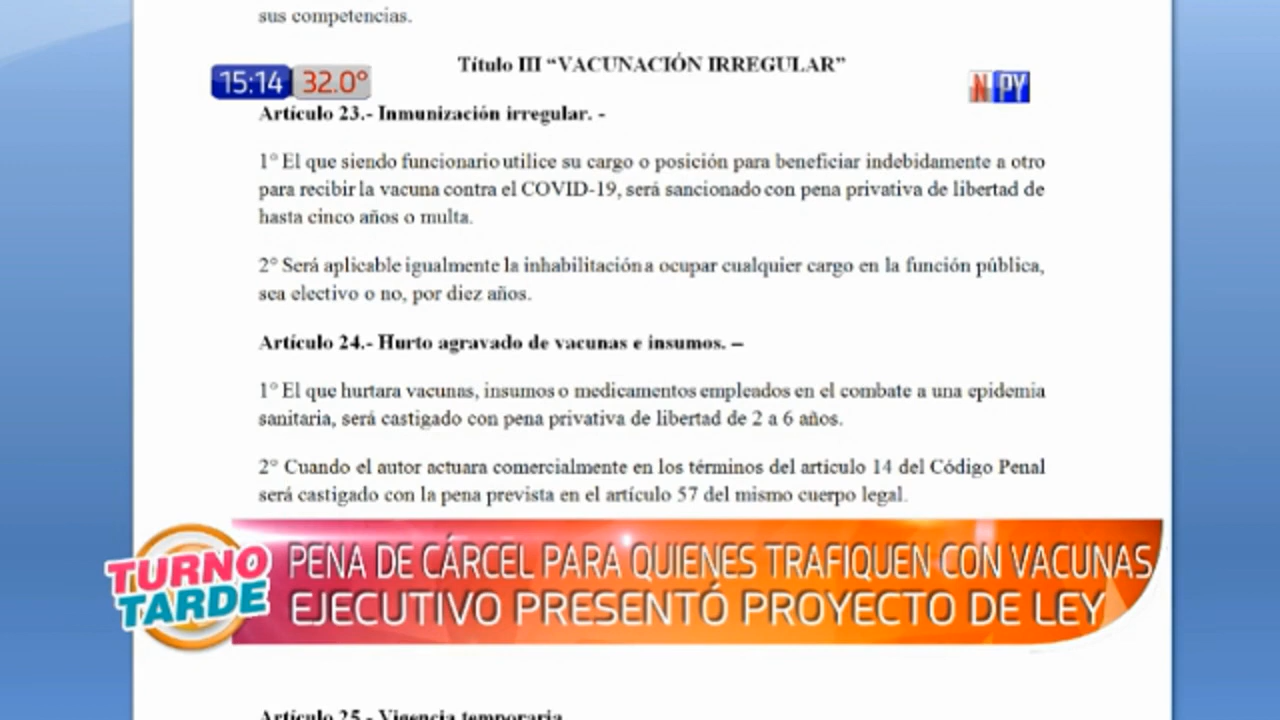 sus competencias.
Título III “VACUNACIÓN IRREGULAR”
15:14 32.0°
NPY
Artículo 23.- Inmunización irregular. -
1° El que siendo funcionario utilice su cargo o posición para beneficiar indebidamente a otro
para recibir la vacuna contra el COVID-19, será sancionado con pena privativa de libertad de
hasta cinco años o multa.
2° Será aplicable igualmente la inhabilitación a ocupar cualquier cargo en la función pública,
sea electivo o no, por diez años.
Artículo 24.- Hurto agravado de vacunas e insumos. –
1° El que hurtara vacunas, insumos o medicamentos empleados en el combate a una epidemia
sanitaria, será castigado con pena privativa de libertad de 2 a 6 años.
2° Cuando el autor actuara comercialmente en los términos del articulo 14 del Código Penal
será castigado con la pena prevista en el artículo 57 del mismo cuerpo legal.
TURNO
TARDE
PENA DE CÁRCEL PARA QUIENES TRAFIQUEN CON VACUNAS
EJECUTIVO PRESENTÓ PROYECTO DE LEY
Artículo 25.- Vigencia temporaria